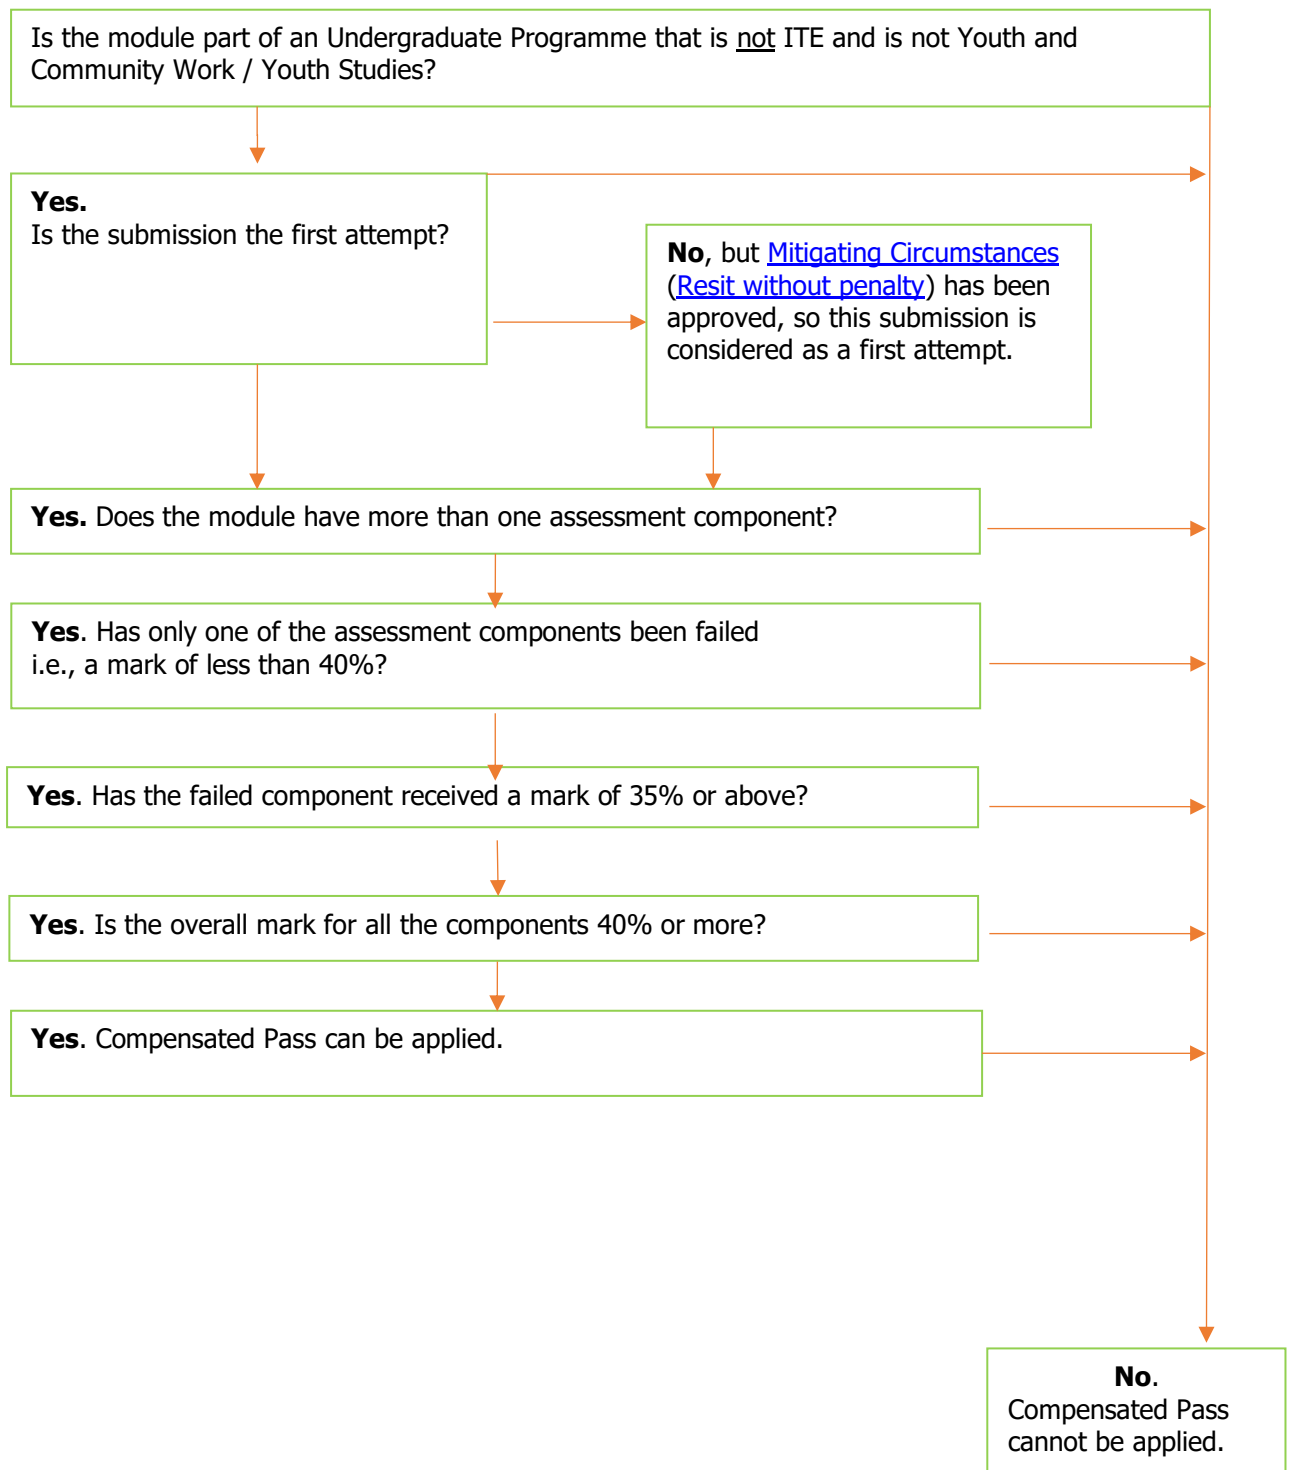 Is the module part of an Undergraduate Programme that is not ITE and is not Youth and
Community Work / Youth Studies?
Yes.
Is the submission the first attempt?
No, but Mitigating Circumstances
(Resit without penalty) has been
approved, so this submission is
considered as a first attempt.
Yes. Does the module have more than one assessment component?
Yes. Has only one of the assessment components been failed
i.e., a mark of less than 40%?
Yes. Has the failed component received a mark of 35% or above?
Yes. Is the overall mark for all the components 40% or more?
Yes. Compensated Pass can be applied.
No.
Compensated Pass
cannot be applied.